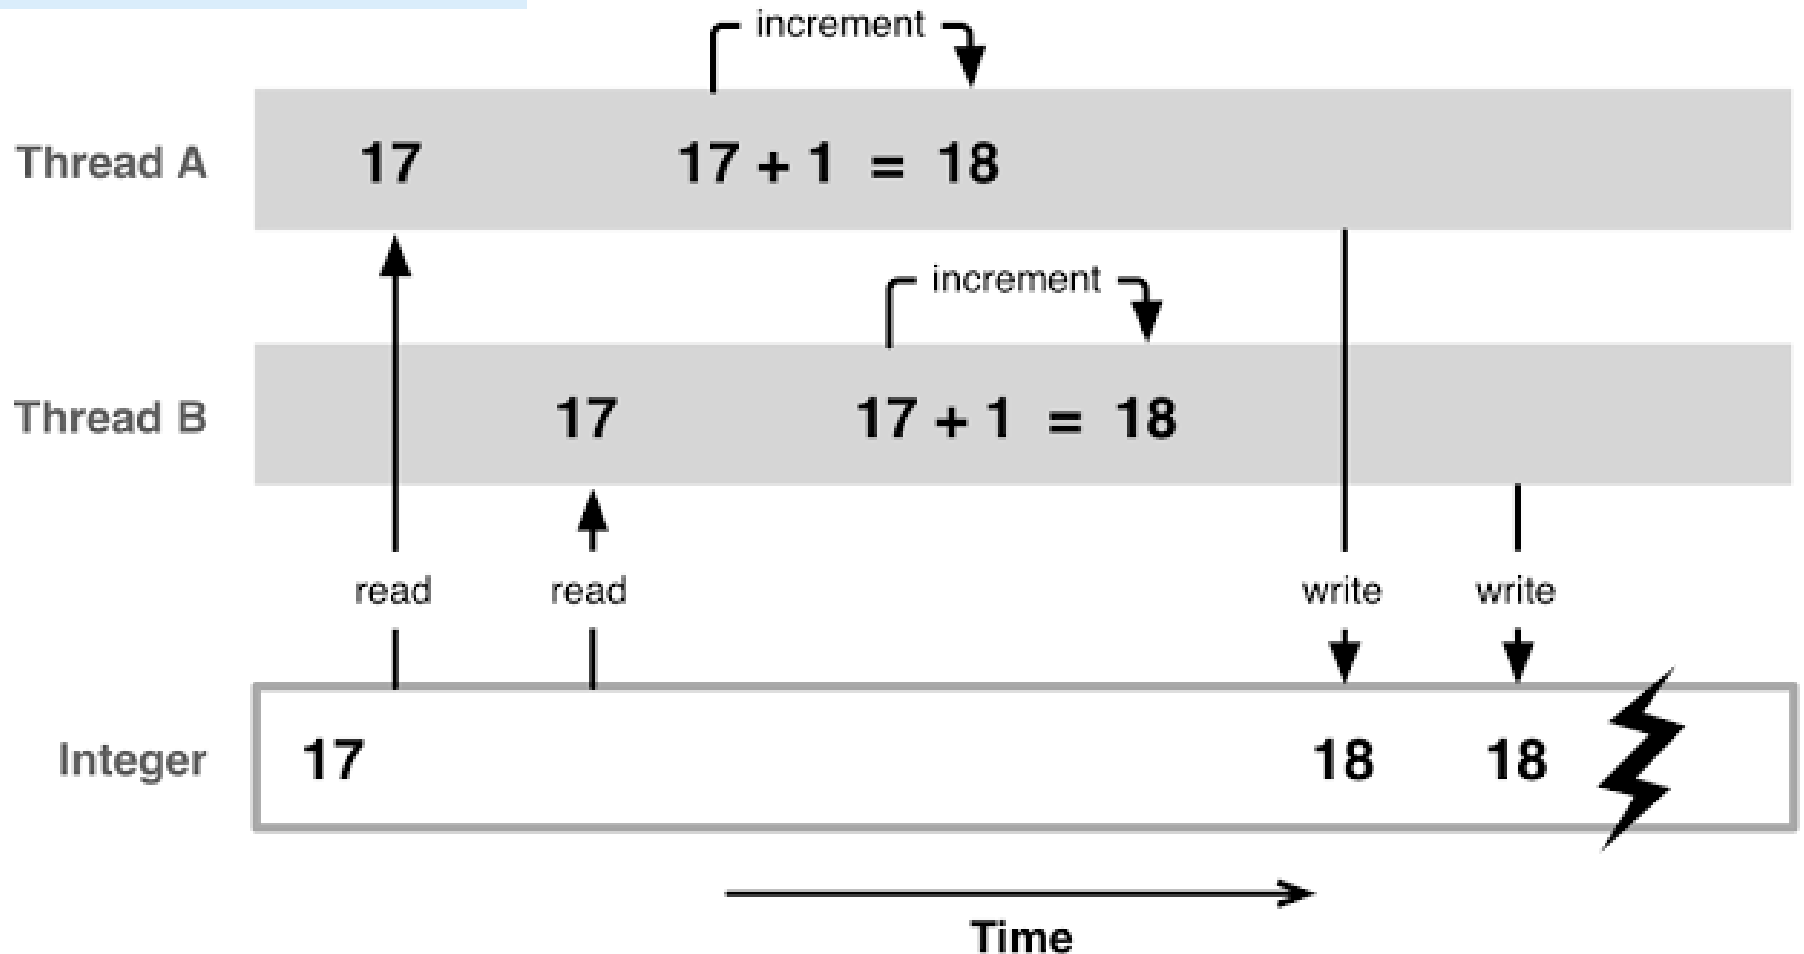 increment
Thread A 17 17 + 1 = 18
increment
Thread B 17 17 + 1 = 18
read read write write
Integer 17 18 18
Time